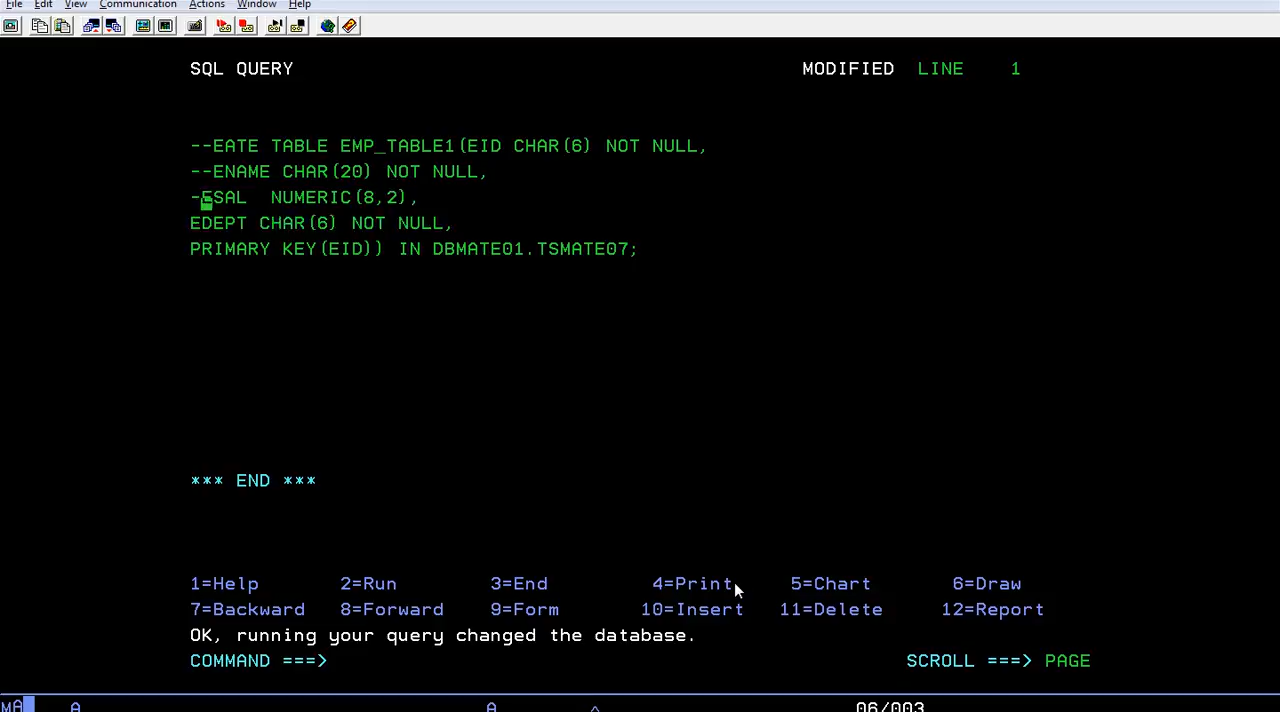 File Edit View Communication Actions Window Help
SQL QUERY MODIFIED LINE 1
--EATE TABLE EMP_TABLE1(EID CHAR(6) NOT NULL,
--ENAME CHAR(20) NOT NULL,
-ESAL NUMERIC(8,2),
EDEPT CHAR(6) NOT NULL,
PRIMARY KEY(EID)) IN DBMATE01.TSMATE07;
*** END ***
1=Help 2=Run 3=End 4=Print 5=Chart 6=Draw
7=Backward 8=Forward 9=Form 10=Insert 11=Delete 12=Report
OK, running your query changed the database.
COMMAND ===> SCROLL ===> PAGE
MA A A 06/003